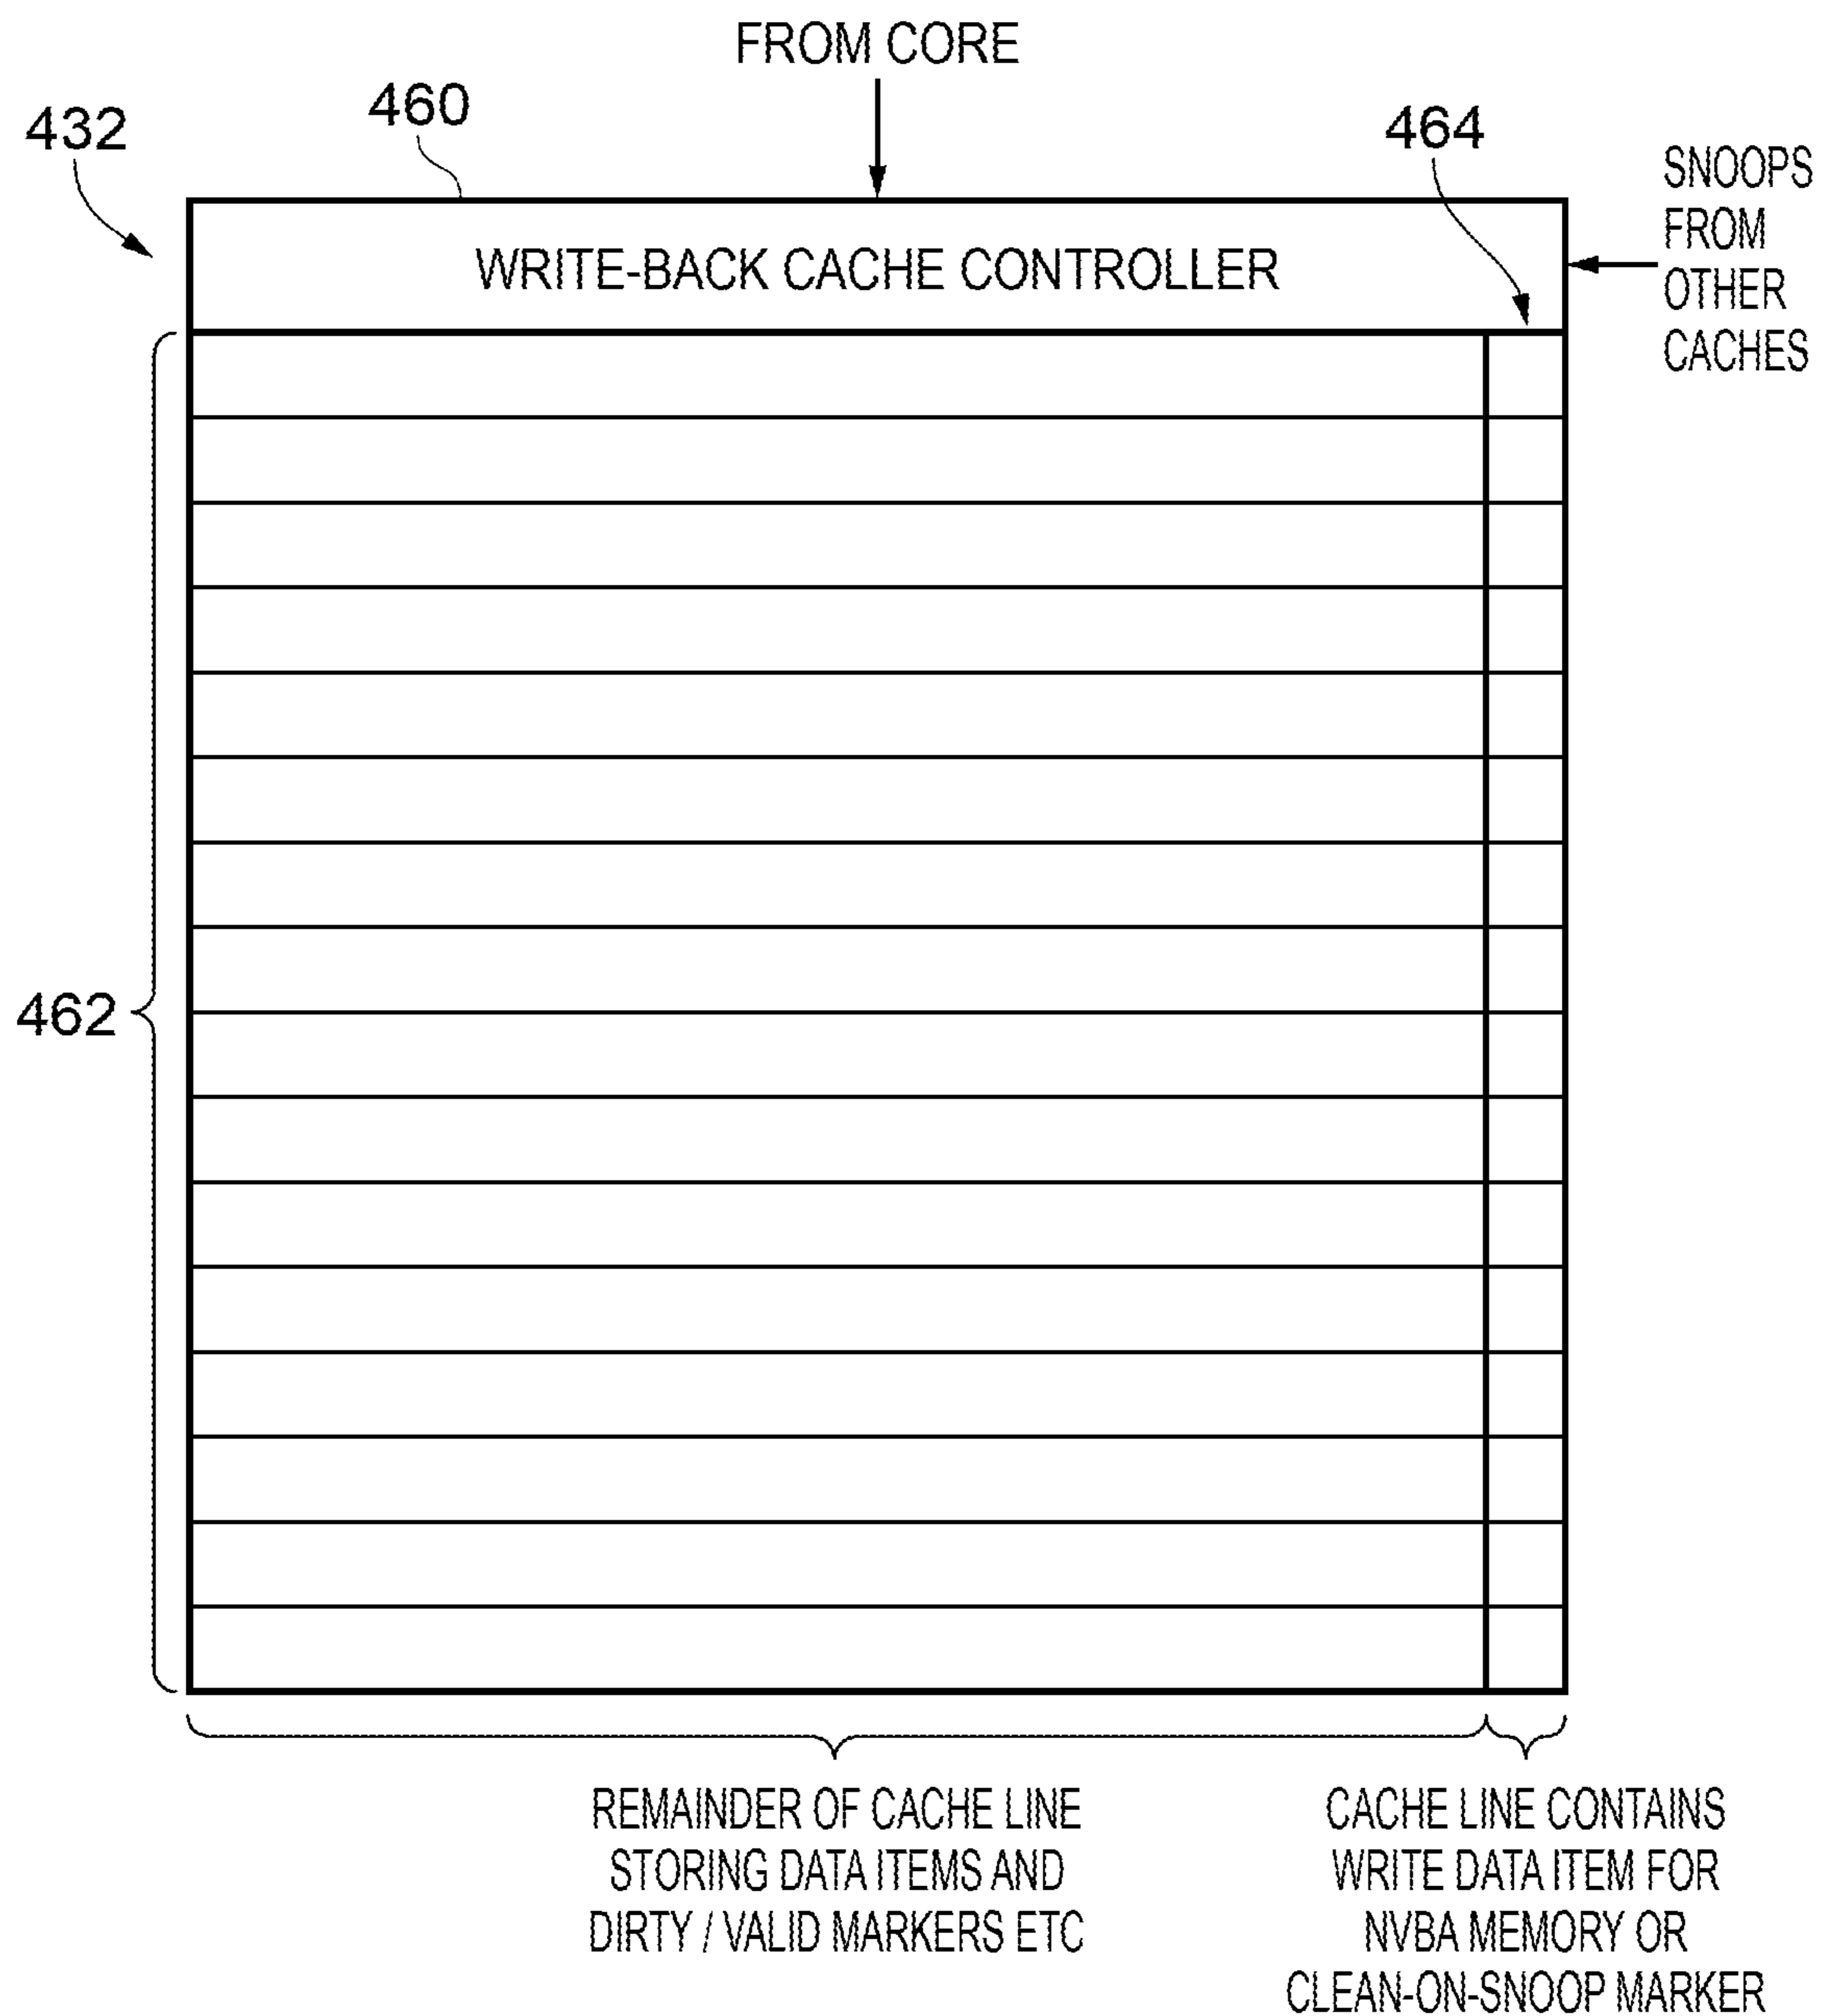 FROM CORE
432
460
464
SNOOPS
FROM
OTHER
CACHES
WRITE-BACK CACHE CONTROLLER
462
REMAINDER OF CACHE LINE
STORING DATA ITEMS AND
DIRTY / VALID MARKERS ETC
CACHE LINE CONTAINS
WRITE DATA ITEM FOR
NVBA MEMORY OR
CLEAN-ON-SNOOP MARKER